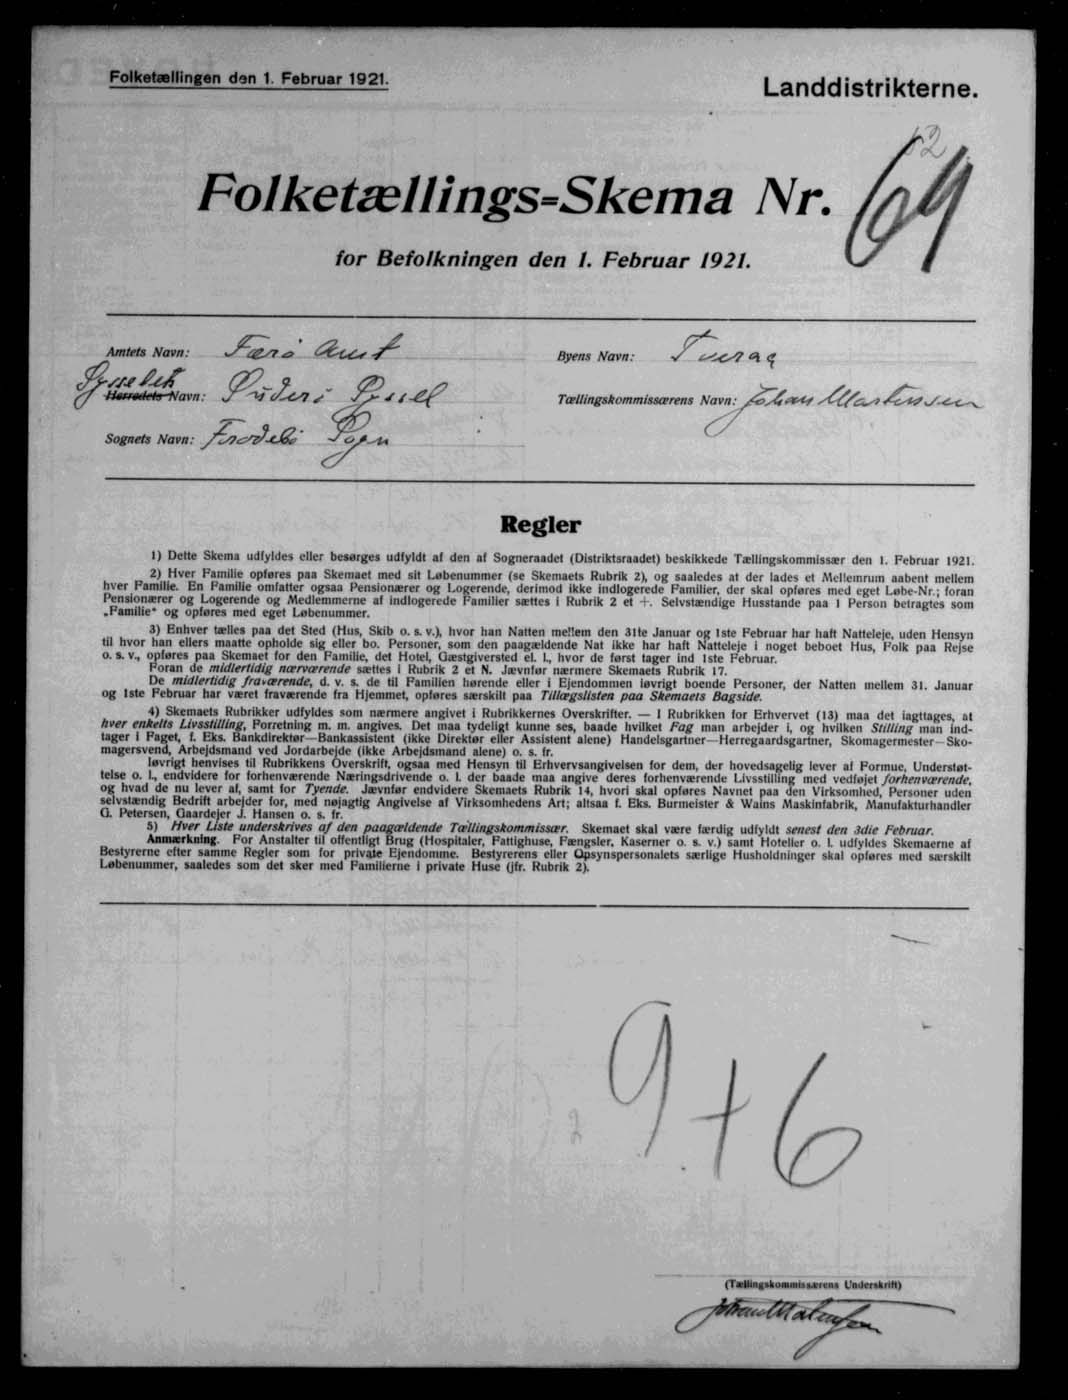 Folketællingen den 1. Februar 1921.
Landdistrikterne.
52
Folketællings=Skema Nr. 69
for Befolkningen den 1. Februar 1921.
Amtets Navn: Færø Amt
Byens Navn: Tveraa
Sysselets
Herredets Navn: Suderø Syssel
Tællingskommissærens Navn: Johan Mortensen
Sognets Navn: Frodebø Sogn
Regler
1) Dette Skema udfyldes eller besørges udfyldt af den af Sogneraadet (Distriktsraadet) beskikkede Tællingskommissær den 1. Februar 1921.
2) Hver Familie opføres paa Skemaet med sit Løbenummer (se Skemaets Rubrik 2), og saaledes at der lades et Mellemrum aabent mellem
hver Familie. En Familie omfatter ogsaa Pensionærer og Logerende, derimod ikke indlogerede Familier, der skal opføres med eget Løbe-Nr.; foran
Pensionærer og Logerende og Medlemmerne af indlogerede Familier sættes i Rubrik 2 et +. Selvstændige Husstande paa 1 Person betragtes som
„Familie“ og opføres med eget Løbenummer.
3) Enhver tælles paa det Sted (Hus, Skib o. s. v.), hvor han Natten mellem den 31te Januar og 1ste Februar har haft Natteleje, uden Hensyn
til hvor han ellers maatte opholde sig eller bo. Personer, som den paagældende Nat ikke har haft Natteleje i noget beboet Hus, Folk paa Rejse
o. s. v., opføres paa Skemaet for den Familie, det Hotel, Gæstgiversted el. l., hvor de først tager ind 1ste Februar.
Foran de midlertidig nærværende sættes i Rubrik 2 et N. Jævnfør nærmere Skemaets Rubrik 17.
De midlertidig fraværende, d. v. s. de til Familien hørende eller i Ejendommen iøvrigt boende Personer, der Natten mellem 31. Januar
og 1ste Februar har været fraværende fra Hjemmet, opføres særskilt paa Tillægslisten paa Skemaets Bagside.
4) Skemaets Rubrikker udfyldes som nærmere angivet i Rubrikkernes Overskrifter. — I Rubrikken for Erhvervet (13) maa det iagttages, at
hver enkelts Livsstilling, Forretning m. m. angives. Det maa tydeligt kunne ses, baade hvilket Fag man arbejder i, og hvilken Stilling man ind-
tager i Faget, f. Eks. Bankdirektør—Bankassistent (ikke Direktør eller Assistent alene) Handelsgartner—Herregaardsgartner, Skomagermester—Sko-
magersvend, Arbejdsmand ved Jordarbejde (ikke Arbejdsmand alene) o. s. fr.
Iøvrigt henvises til Rubrikkens Overskrift, ogsaa med Hensyn til Erhvervsangivelsen for dem, der hovedsagelig lever af Formue, Understøt-
telse o. l., endvidere for forhenværende Næringsdrivende o. l. der baade maa angive deres forhenværende Livsstilling med vedføjet forhenværende,
og hvad de nu lever af, samt for Tyende. Jævnfør endvidere Skemaets Rubrik 14, hvori skal opføres Navnet paa den Virksomhed, Personer uden
selvstændig Bedrift arbejder for, med nøjagtig Angivelse af Virksomhedens Art; altsaa f. Eks. Burmeister & Wains Maskinfabrik, Manufakturhandler
G. Petersen, Gaardejer J. Hansen o. s. fr.
5) Hver Liste underskrives af den paagældende Tællingskommissær. Skemaet skal være færdig udfyldt senest den 3die Februar.
Anmærkning. For Anstalter til offentligt Brug (Hospitaler, Fattighuse, Fængsler, Kaserner o. s. v.) samt Hoteller o. l. udfyldes Skemaerne af
Bestyrerne efter samme Regler som for private Ejendomme. Bestyrerens eller Opsynspersonalets særlige Husholdninger skal opføres med særskilt
Løbenummer, saaledes som det sker med Familierne i private Huse (jfr. Rubrik 2).
9+6
2
(Tællingskommissærens Underskrift)
Johan Mortensen